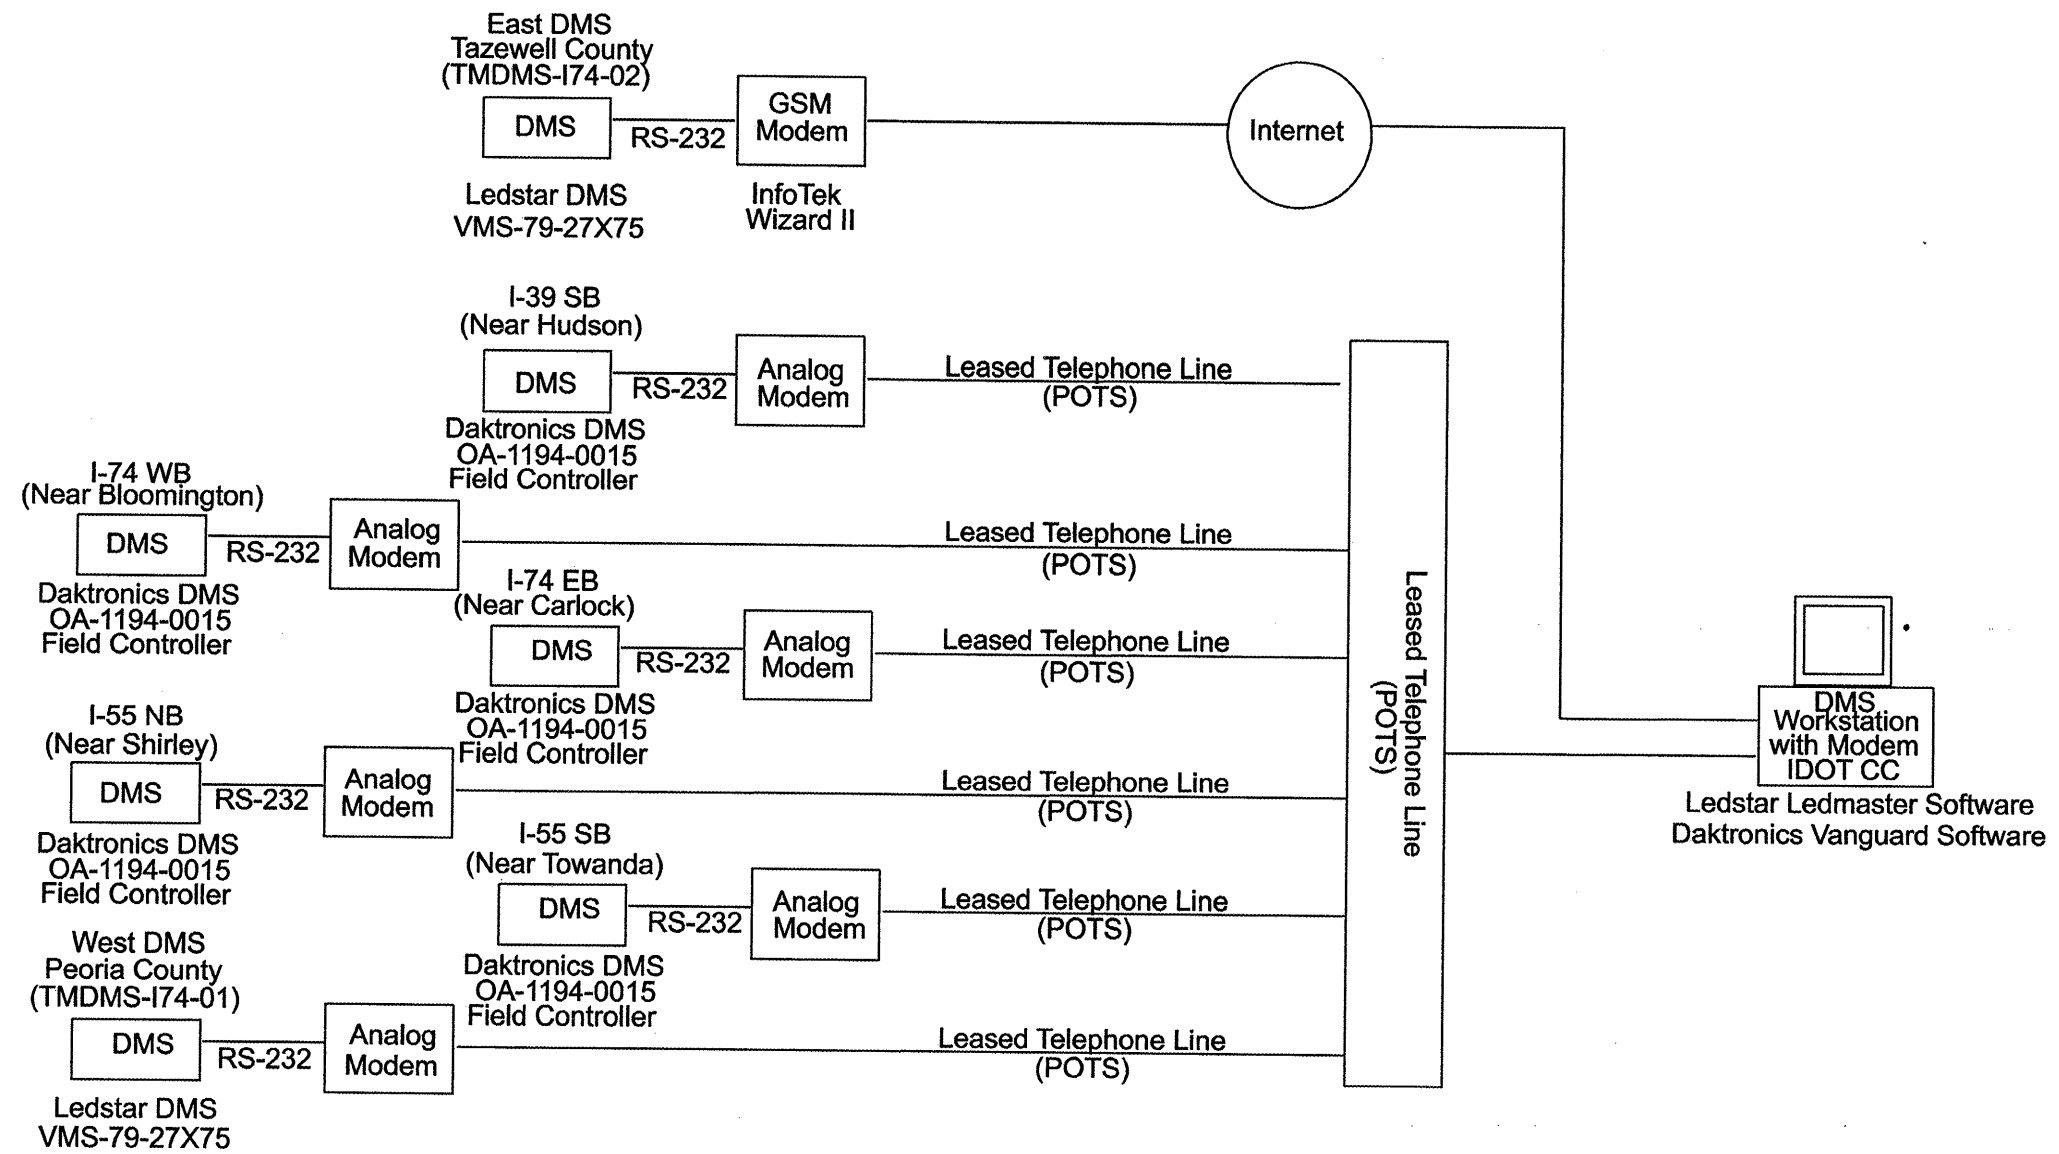 East DMS
Tazewell County
(TMDMS-I74-02)
DMS
RS-232
GSM
Modem
Internet
Ledstar DMS
VMS-79-27X75
InfoTek
Wizard II
I-39 SB
(Near Hudson)
DMS
RS-232
Analog
Modem
Leased Telephone Line
(POTS)
Daktronics DMS
OA-1194-0015
Field Controller
I-74 WB
(Near Bloomington)
DMS
RS-232
Analog
Modem
Leased Telephone Line
(POTS)
Daktronics DMS
OA-1194-0015
Field Controller
I-74 EB
(Near Carlock)
DMS
RS-232
Analog
Modem
Leased Telephone Line
(POTS)
Daktronics DMS
OA-1194-0015
Field Controller
I-55 NB
(Near Shirley)
DMS
RS-232
Analog
Modem
Leased Telephone Line
(POTS)
Daktronics DMS
OA-1194-0015
Field Controller
I-55 SB
(Near Towanda)
DMS
RS-232
Analog
Modem
Leased Telephone Line
(POTS)
Daktronics DMS
OA-1194-0015
Field Controller
West DMS
Peoria County
(TMDMS-I74-01)
DMS
RS-232
Analog
Modem
Leased Telephone Line
(POTS)
Ledstar DMS
VMS-79-27X75
Leased Telephone Line
(POTS)
DMS
Workstation
with Modem
IDOT CC
Ledstar Ledmaster Software
Daktronics Vanguard Software